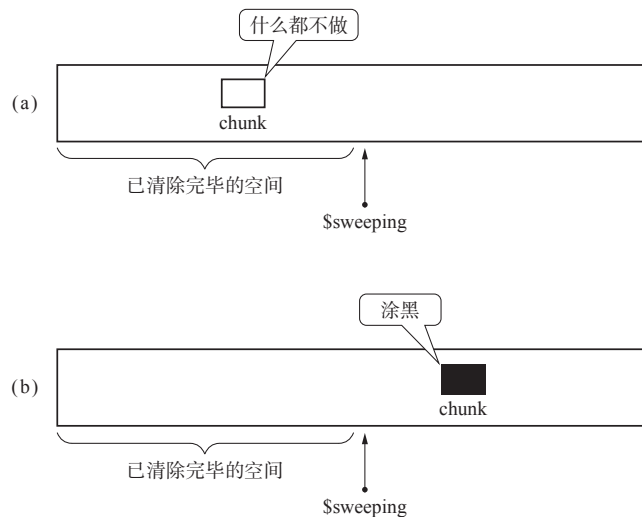 什么都不做
(a)
chunk
已清除完毕的空间
$sweeping
涂黑
(b)
chunk
已清除完毕的空间
$sweeping